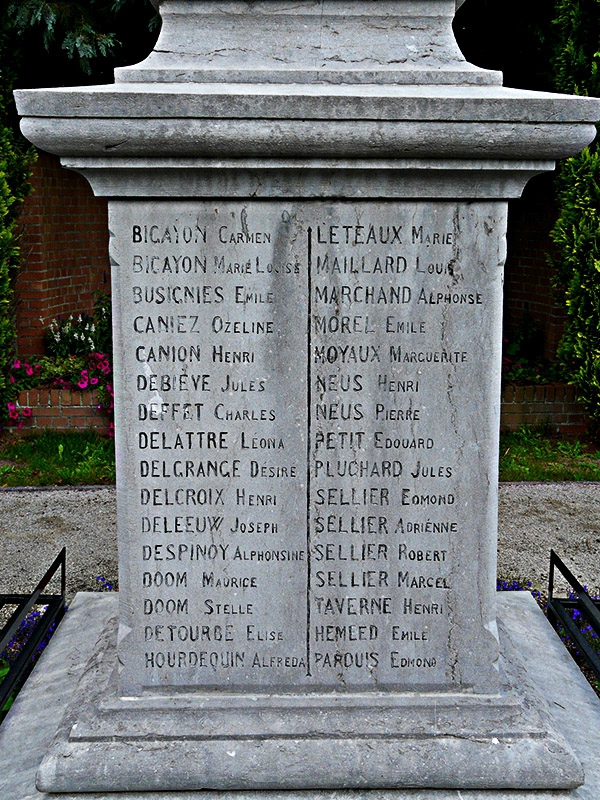 BICAYON CARMEN
BICAYON MARIE LOUISE
BUSIGNIES EMILE
CANIEZ OZELINE
CANION HENRI
DEBIÈVE JULES
DEFFET CHARLES
DELATTRE LÉONA
DELGRANGE DÉSIRÉ
DELCROIX HENRI
DELEEUW JOSEPH
DESPINOY ALPHONSINE
DOOM MAURICE
DOOM STELLE
DETOURBE ELISE
HOURDEQUIN ALFREDA
LETEAUX MARIE
MAILLARD LOUIS
MARCHAND ALPHONSE
MOREL EMILE
MOYAUX MARGUERITE
NEUS HENRI
NEUS PIERRE
PETIT EDOUARD
PLUCHARD JULES
SELLIER EDMOND
SELLIER ADRIENNE
SELLIER ROBERT
SELLIER MARCEL
TAVERNE HENRI
HEMLED EMILE
PAROUIS EDMOND